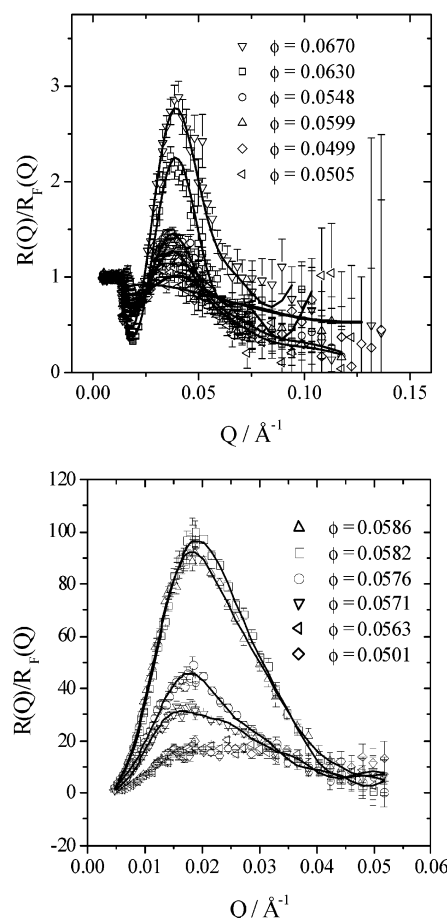 ϕ = 0.0670
ϕ = 0.0630
ϕ = 0.0548
ϕ = 0.0599
ϕ = 0.0499
ϕ = 0.0505
R(Q)/R_F(Q)
3
2
1
0
0.00 0.05 0.10 0.15
Q / Å⁻¹
120
100
80
60
40
20
0
-20
ϕ = 0.0586
ϕ = 0.0582
ϕ = 0.0576
ϕ = 0.0571
ϕ = 0.0563
ϕ = 0.0501
R(Q)/R_F(Q)
0.00 0.01 0.02 0.03 0.04 0.05 0.06
Q / Å⁻¹